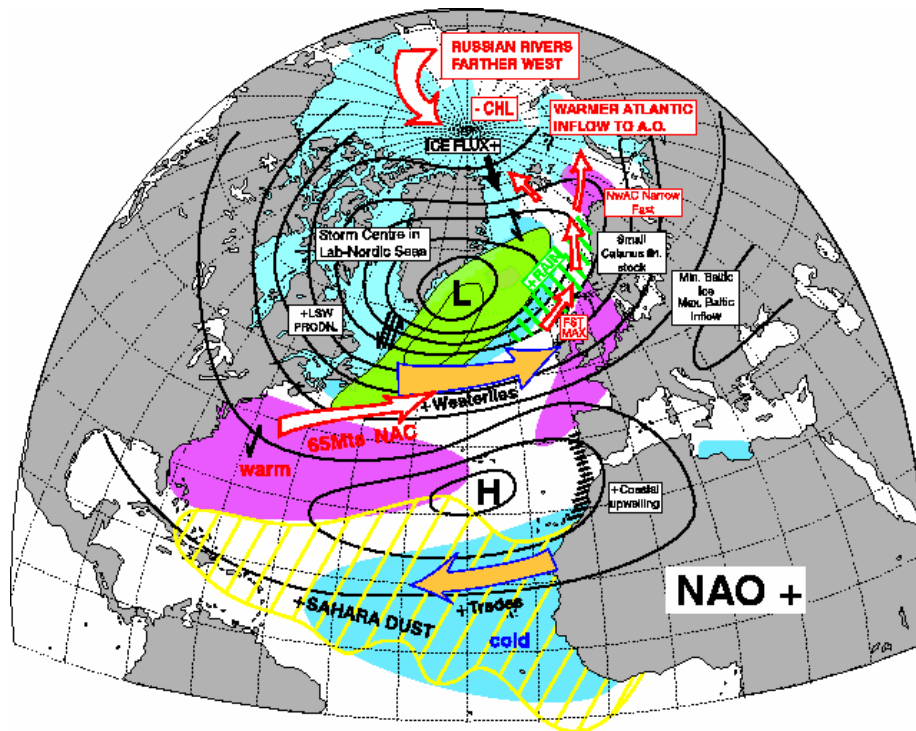 RUSSIAN RIVERS
FARTHER WEST
- CHL
WARMER ATLANTIC
INFLOW TO A.O.
ICE FLUX+
NwAC Narrow
Fast
Storm Centre in
Lab-Nordic Seas
Small
Calanus fin.
stock
+RAIN
L
Min. Baltic
Ice
Max. Baltic
Inflow
+LSW
PRODN.
FST
MAX
+Westerlies
65Mts NAC
warm
H
+Coastal
upwelling
NAO +
+SAHARA DUST
+Trades
cold